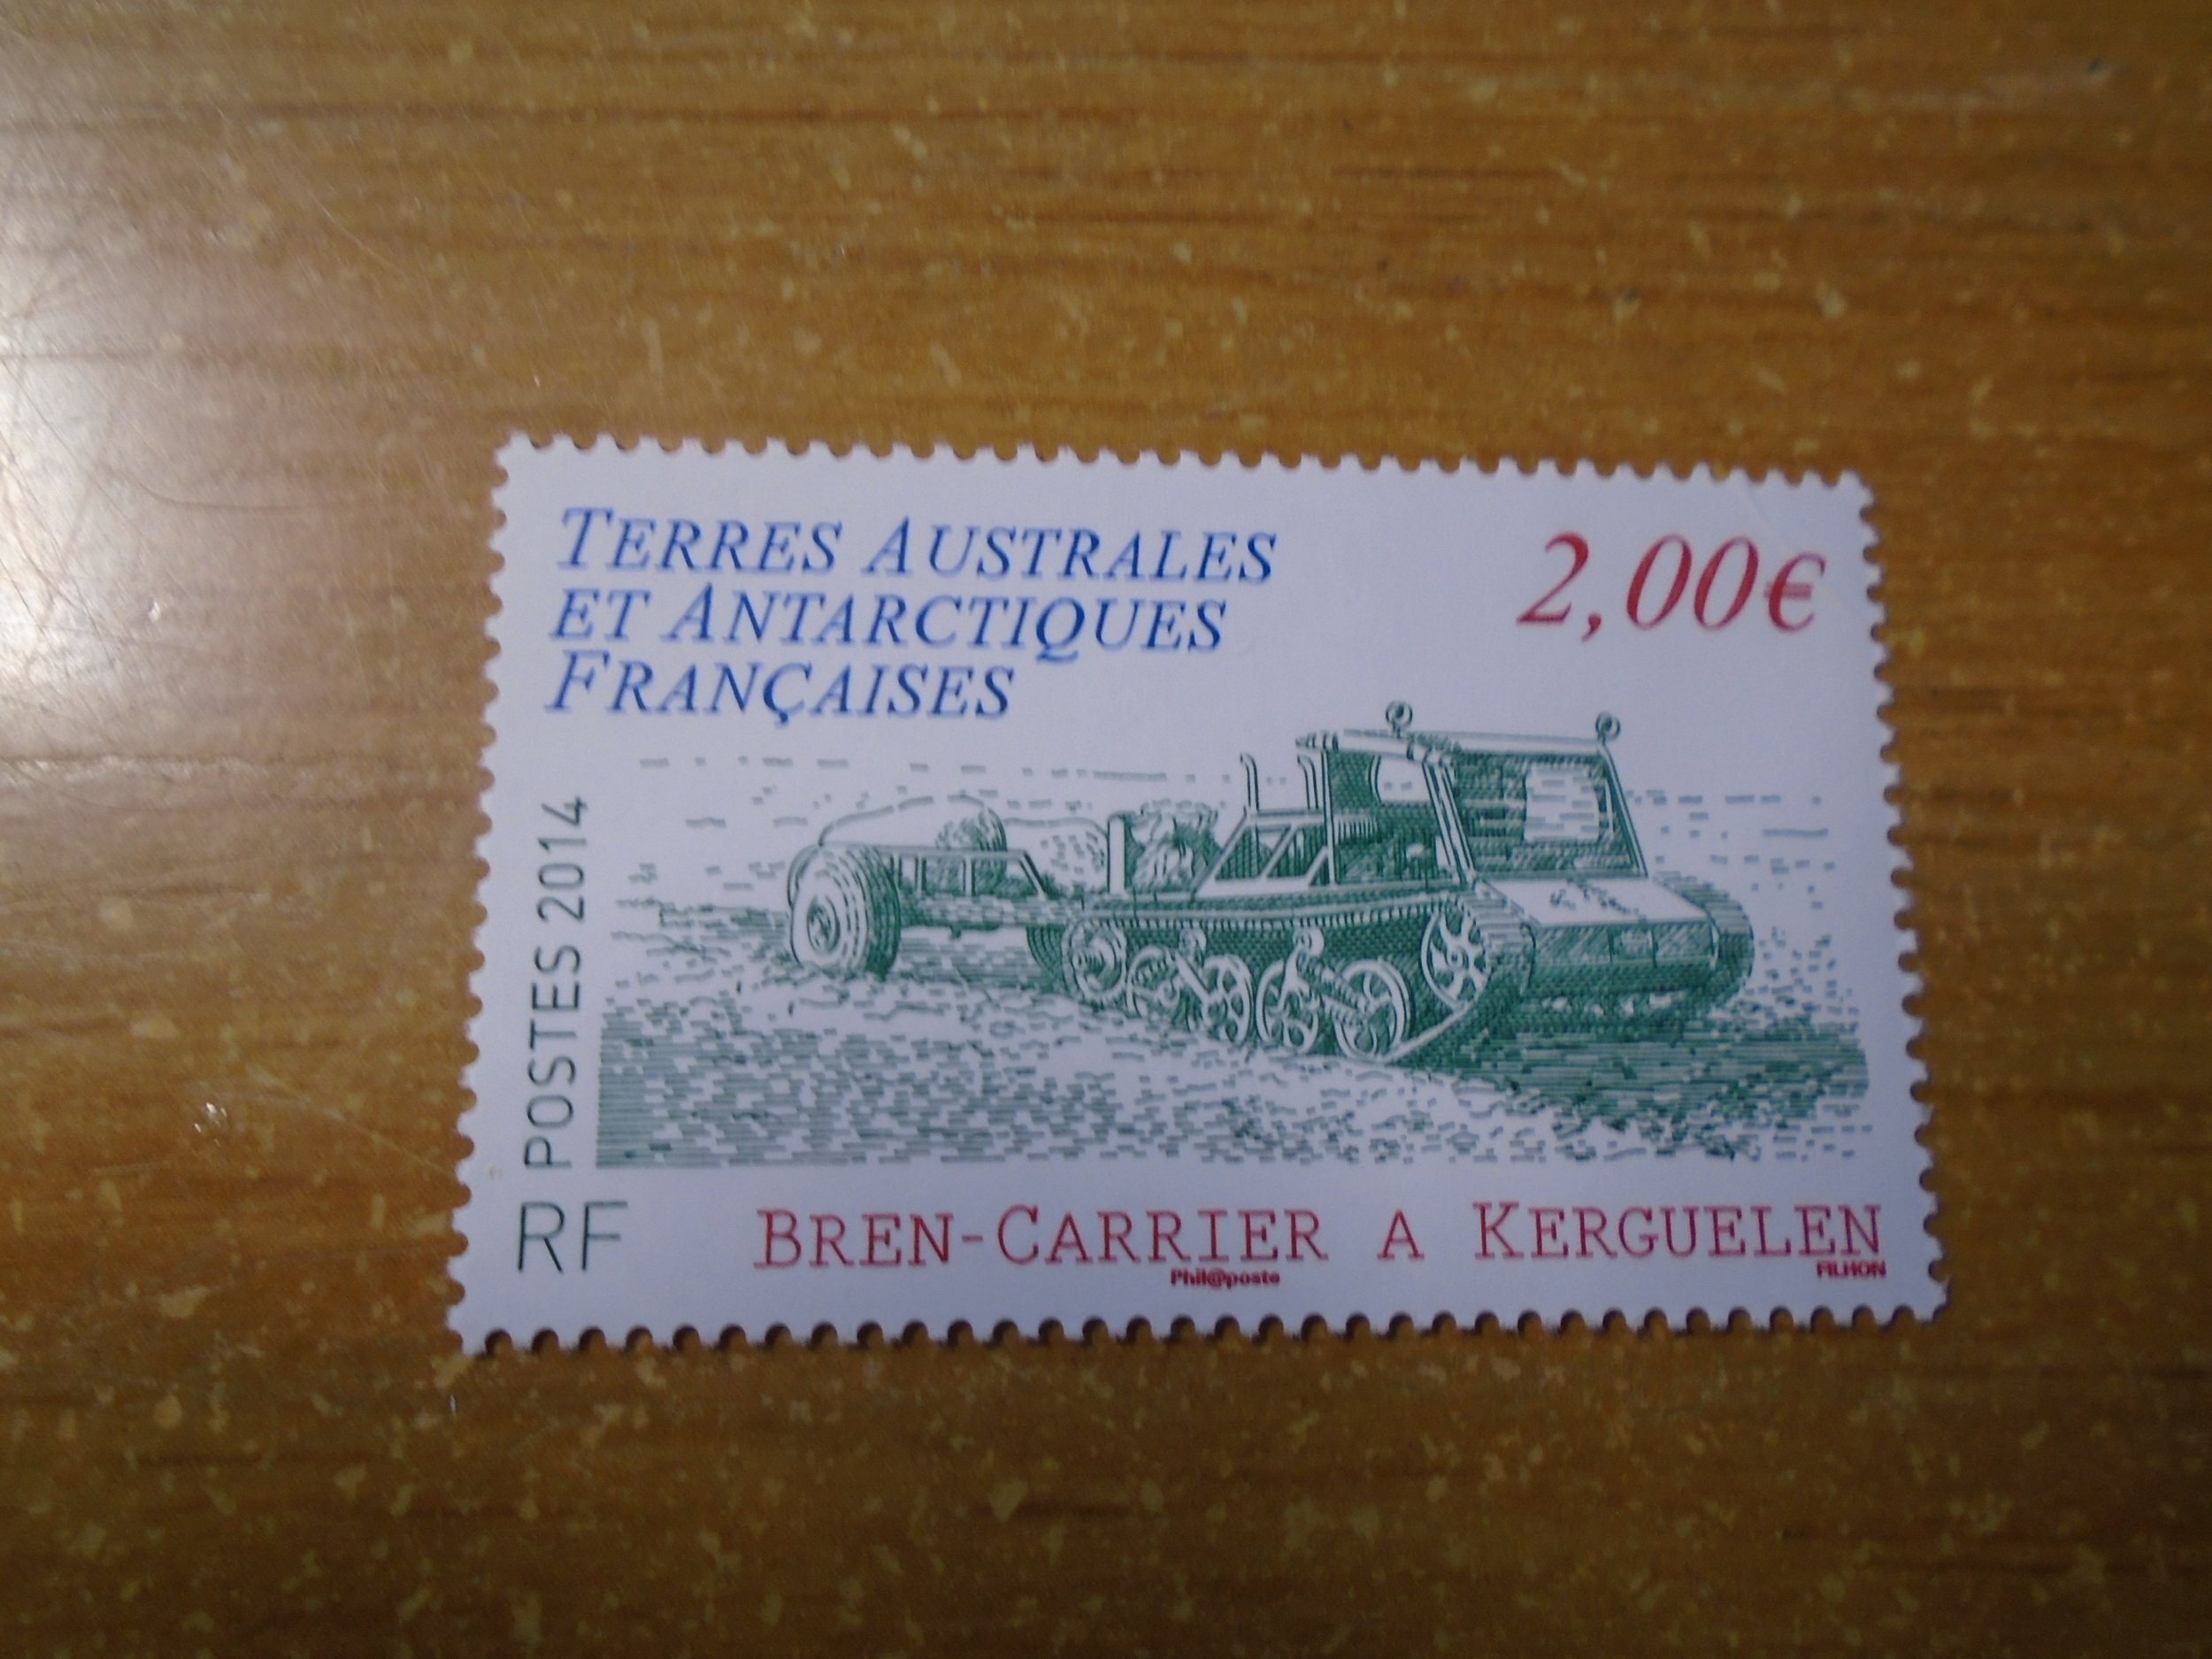 TERRES AUSTRALES
ET ANTARCTIQUES
FRANÇAISES
2,00€
POSTES 2014
RF
BREN-CARRIER A KERGUELEN
Phil@poste
FILHON